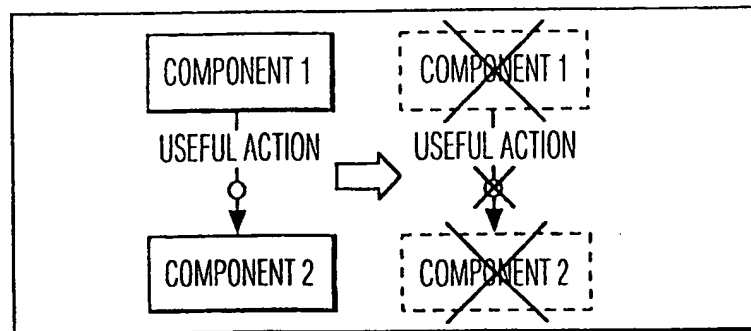 COMPONENT 1 COMPONENT 1
USEFUL ACTION USEFUL ACTION
COMPONENT 2 COMPONENT 2